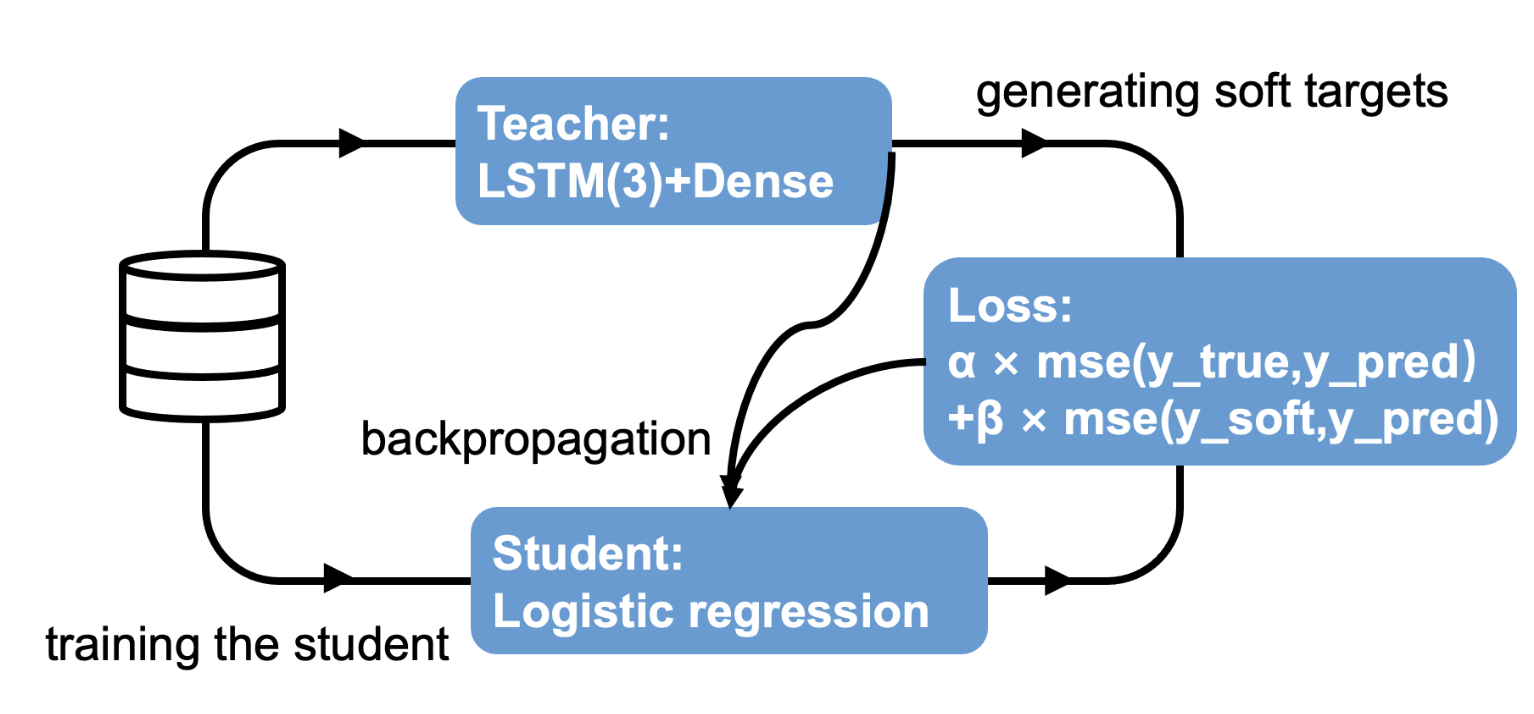 generating soft targets
Teacher:
LSTM(3)+Dense
Loss:
α × mse(y_true,y_pred)
+β × mse(y_soft,y_pred)
backpropagation
Student:
Logistic regression
training the student